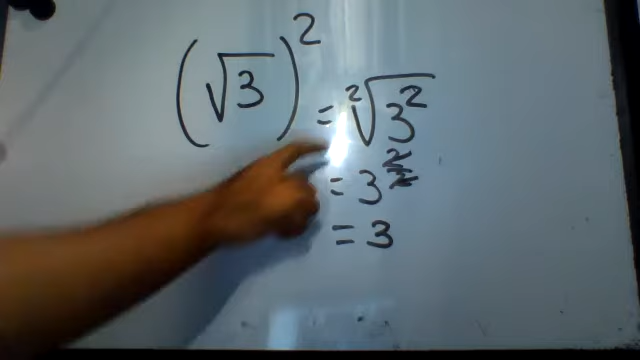 (√3)² = ²√3²
= 3^(2/2)
= 3